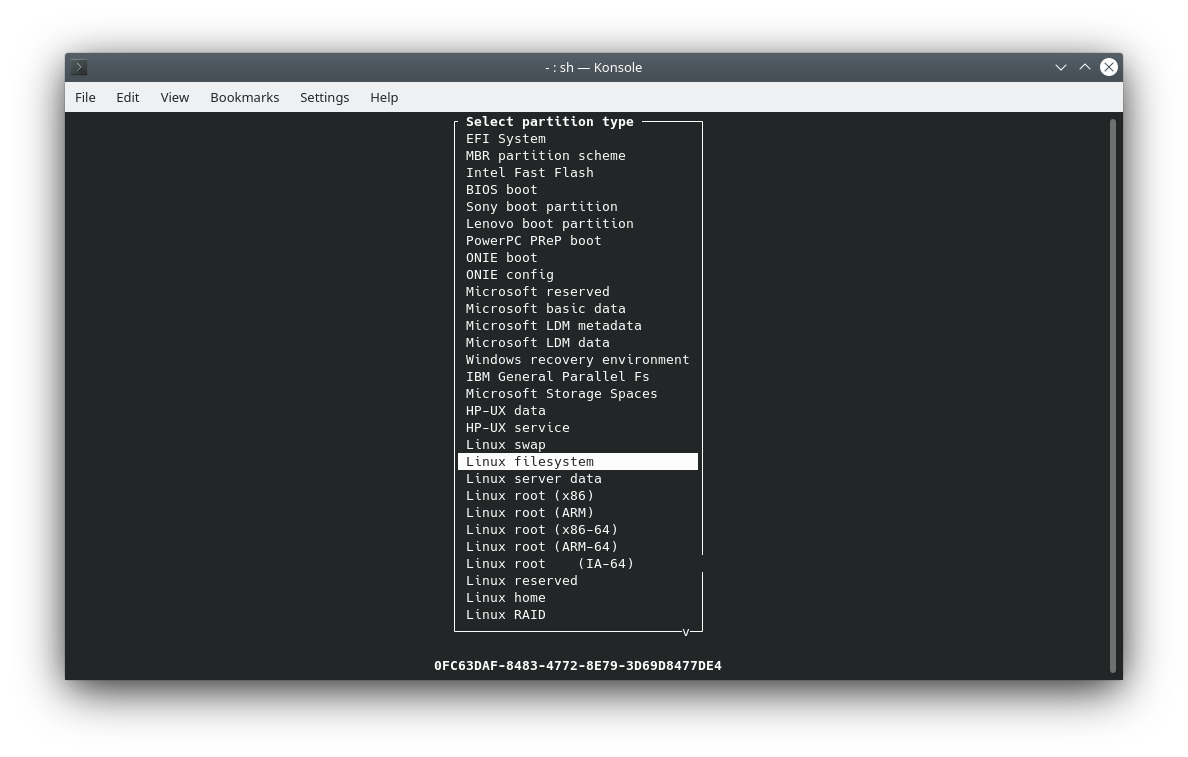 - : sh — Konsole
File Edit View Bookmarks Settings Help
Select partition type
EFI System
MBR partition scheme
Intel Fast Flash
BIOS boot
Sony boot partition
Lenovo boot partition
PowerPC PReP boot
ONIE boot
ONIE config
Microsoft reserved
Microsoft basic data
Microsoft LDM metadata
Microsoft LDM data
Windows recovery environment
IBM General Parallel Fs
Microsoft Storage Spaces
HP-UX data
HP-UX service
Linux swap
Linux filesystem
Linux server data
Linux root (x86)
Linux root (ARM)
Linux root (x86-64)
Linux root (ARM-64)
Linux root    (IA-64)
Linux reserved
Linux home
Linux RAID
v
0FC63DAF-8483-4772-8E79-3D69D8477DE4